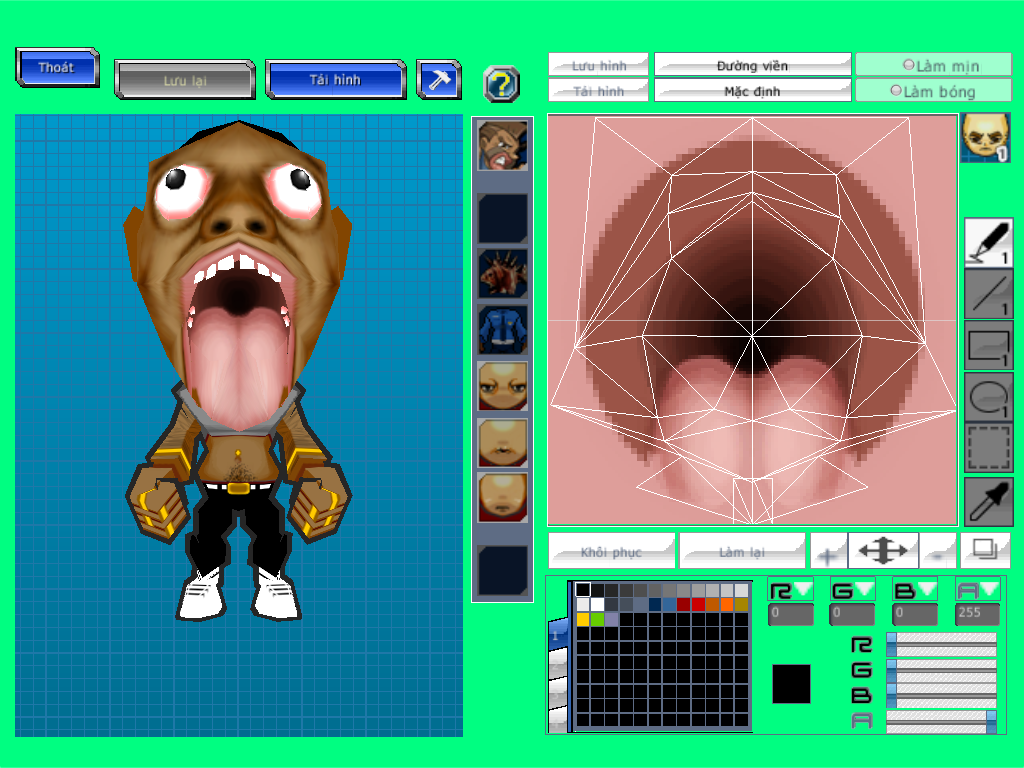 Thoát
Lưu lại
Tải hình
?
Lưu hình
Đường viền
Làm mịn
Tải hình
Mặc định
Làm bóng
1
1
1
1
1
Khôi phục
Làm lại
+
-
R
G
B
A
0
0
0
255
1
R
G
B
A